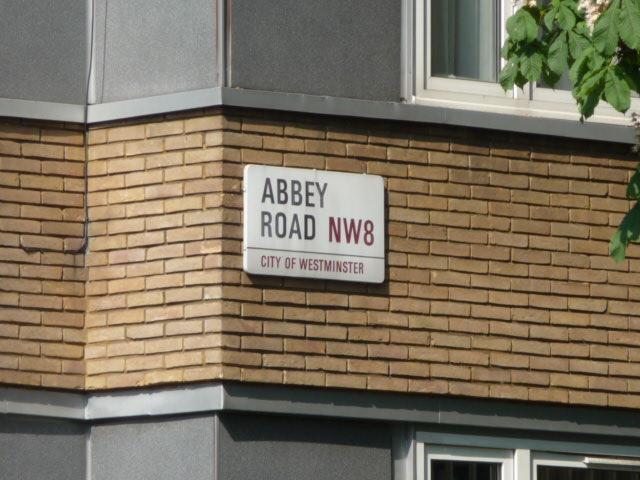 ABBEY
ROAD NW8
CITY OF WESTMINSTER